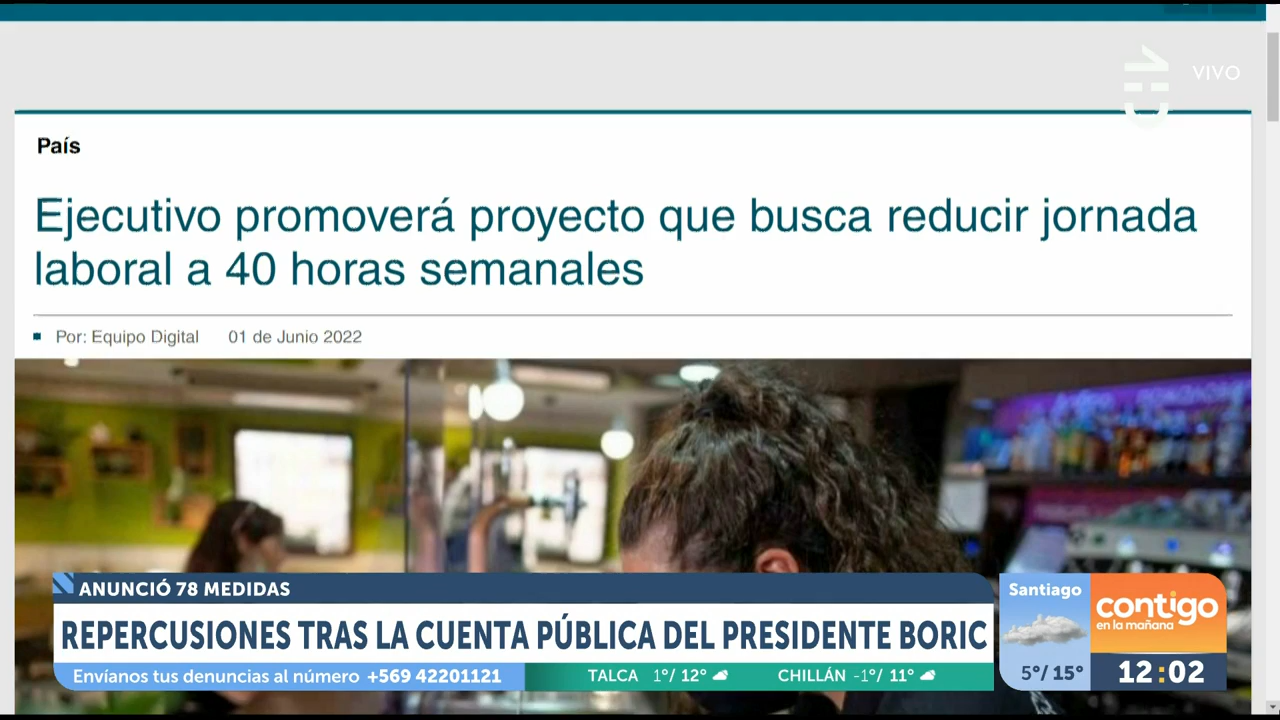 VIVO
País
Ejecutivo promoverá proyecto que busca reducir jornada
laboral a 40 horas semanales
Por: Equipo Digital 01 de Junio 2022
ANUNCIÓ 78 MEDIDAS
REPERCUSIONES TRAS LA CUENTA PÚBLICA DEL PRESIDENTE BORIC
Envíanos tus denuncias al número +569 42201121
TALCA 1°/ 12° CHILLÁN -1°/ 11°
Santiago
5°/ 15°
contigo
en la mañana
12:02